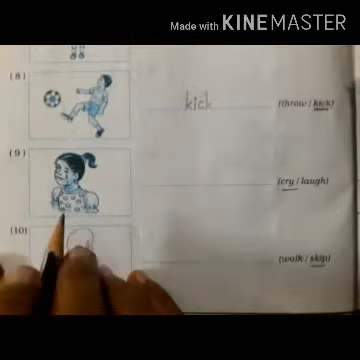 Made with KINEMASTER
(8)
kick
(throw / kick)
(9)
(cry / laugh)
(10)
(walk / skip)